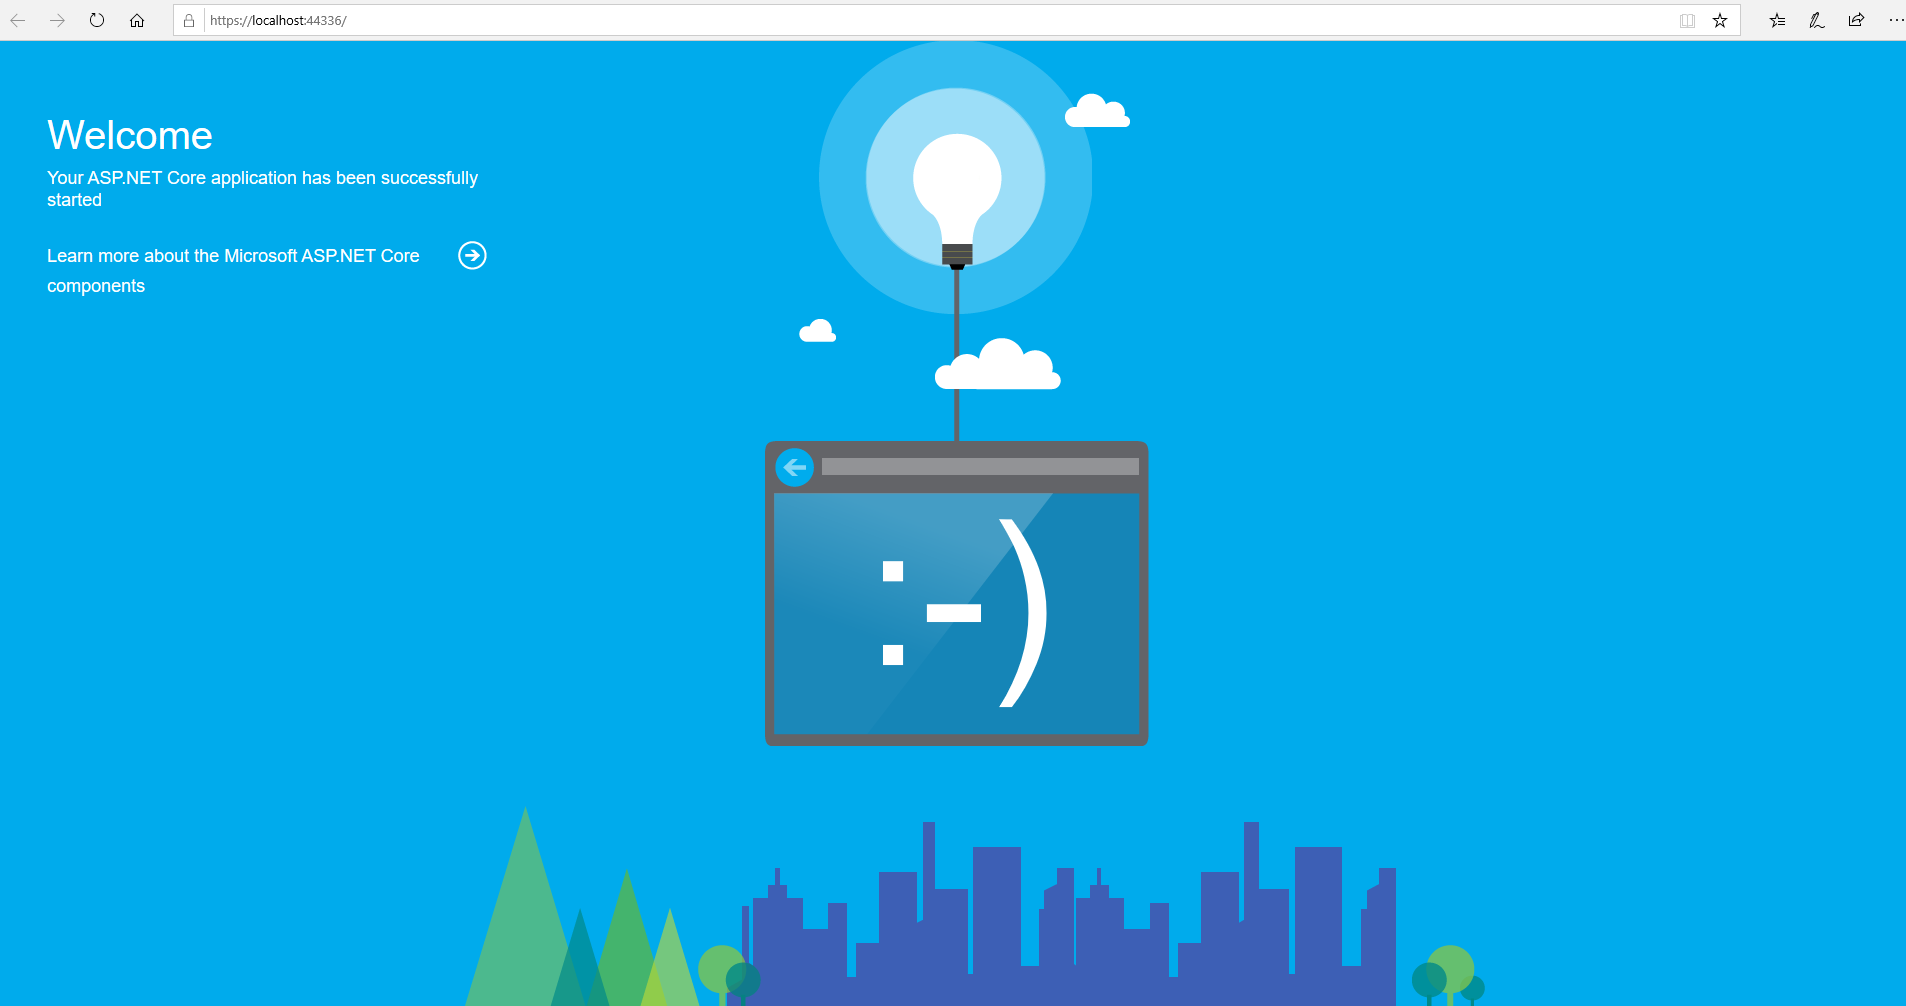 https://localhost:44336/
Welcome
Your ASP.NET Core application has been successfully
started
Learn more about the Microsoft ASP.NET Core
components
:-)